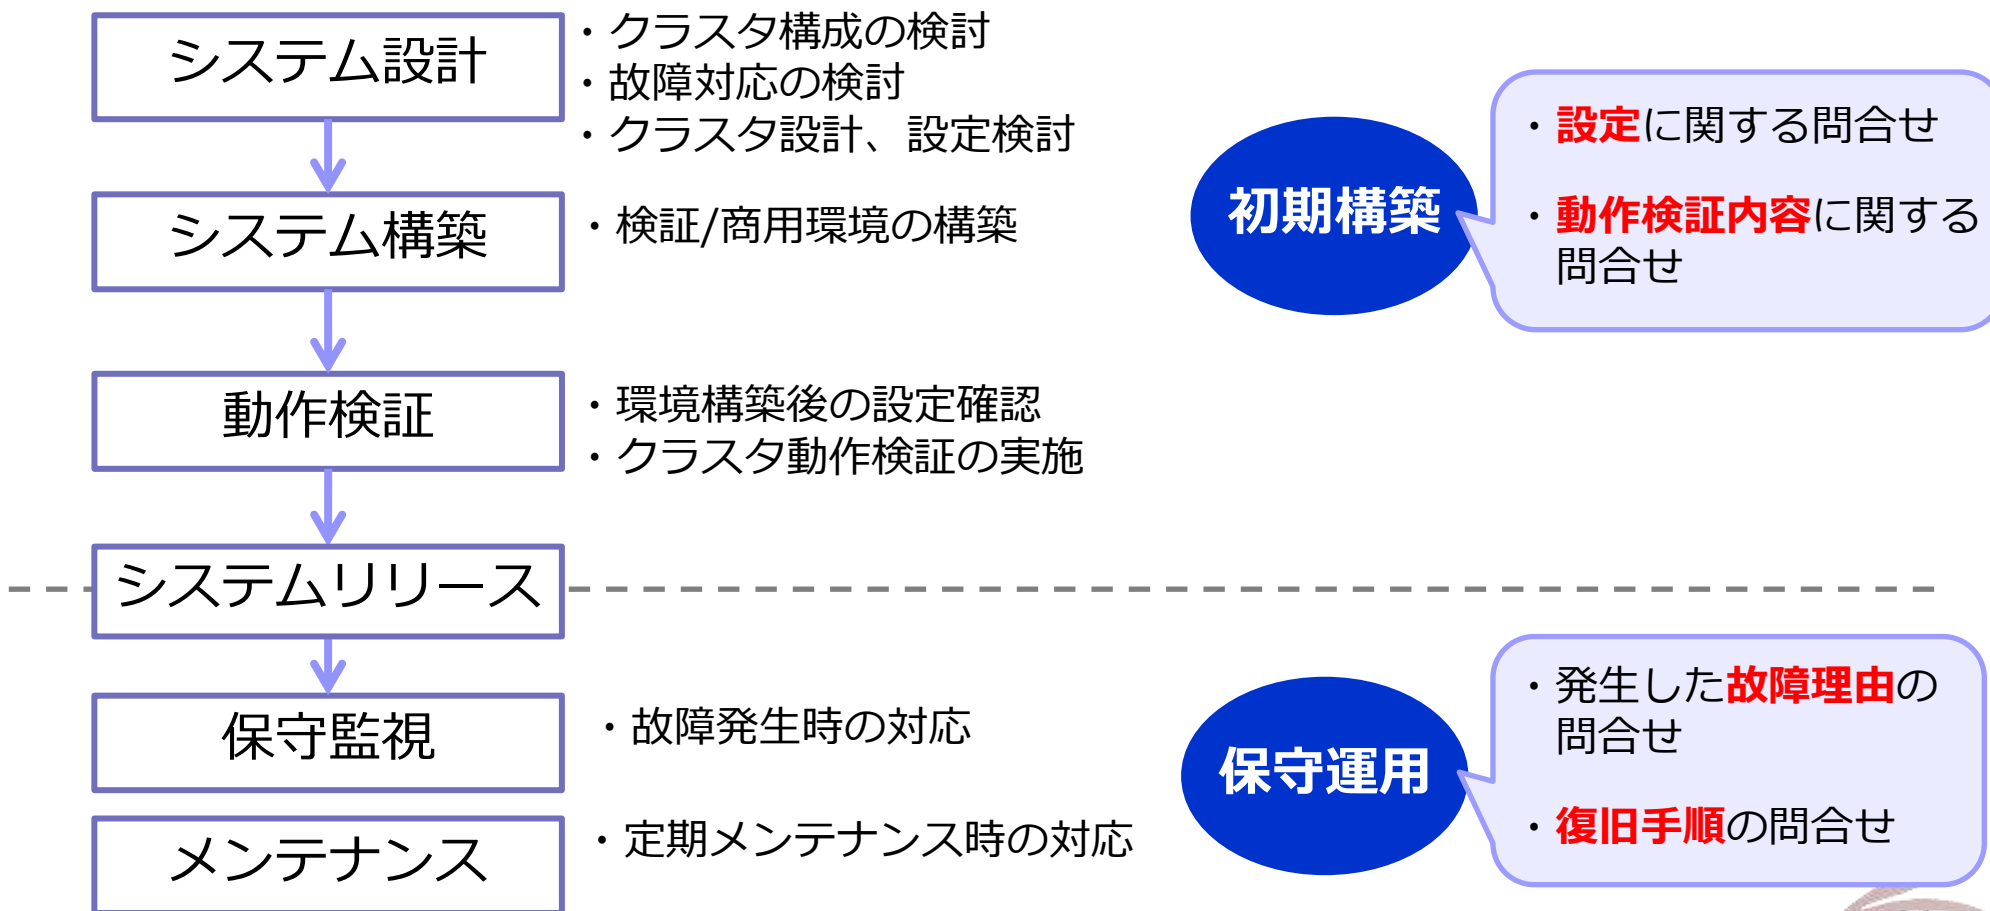 システム設計
・クラスタ構成の検討
・故障対応の検討
・クラスタ設計、設定検討
システム構築
・検証/商用環境の構築
初期構築
・設定に関する問合せ
・動作検証内容に関する
問合せ
動作検証
・環境構築後の設定確認
・クラスタ動作検証の実施
システムリリース
保守監視
・故障発生時の対応
メンテナンス
・定期メンテナンス時の対応
保守運用
・発生した故障理由の
問合せ
・復旧手順の問合せ